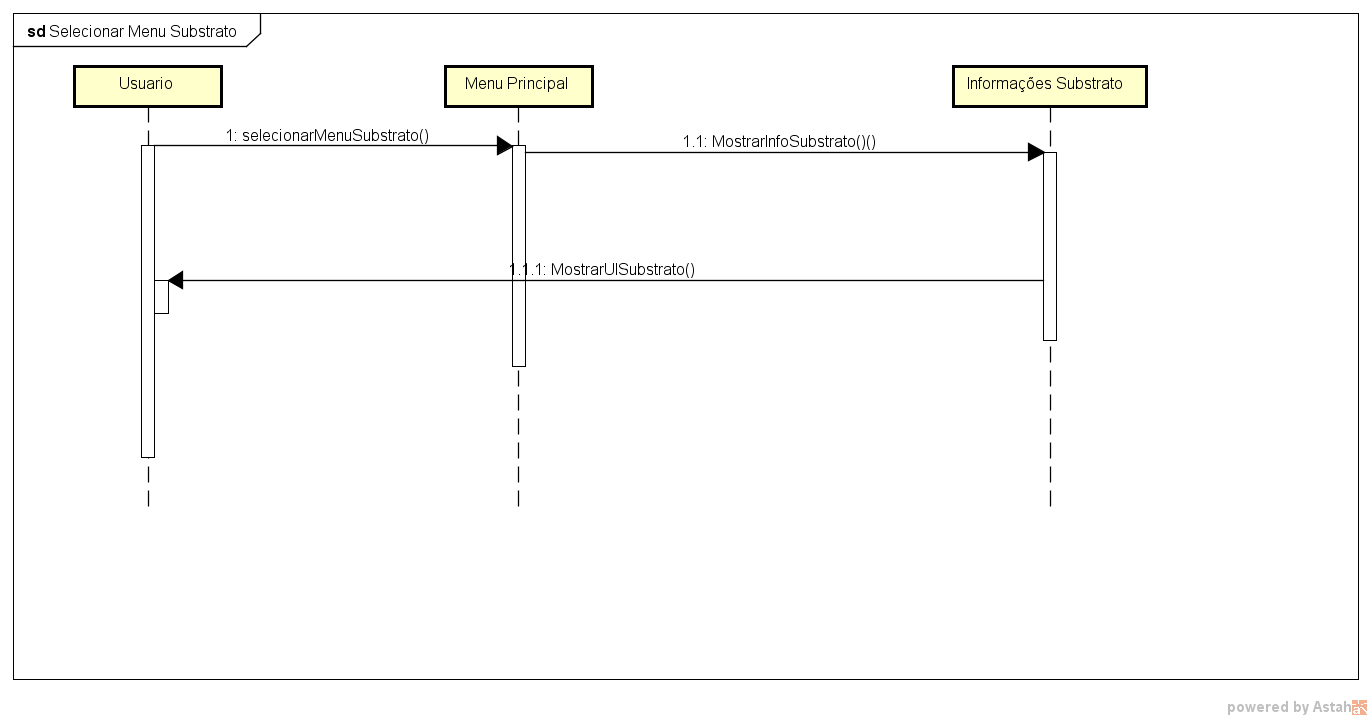 sd Selecionar Menu Substrato
Usuario
Menu Principal
Informações Substrato
1: selecionarMenuSubstrato()
1.1: MostrarInfoSubstrato()()
1.1.1: MostrarUISubstrato()
powered by Astah